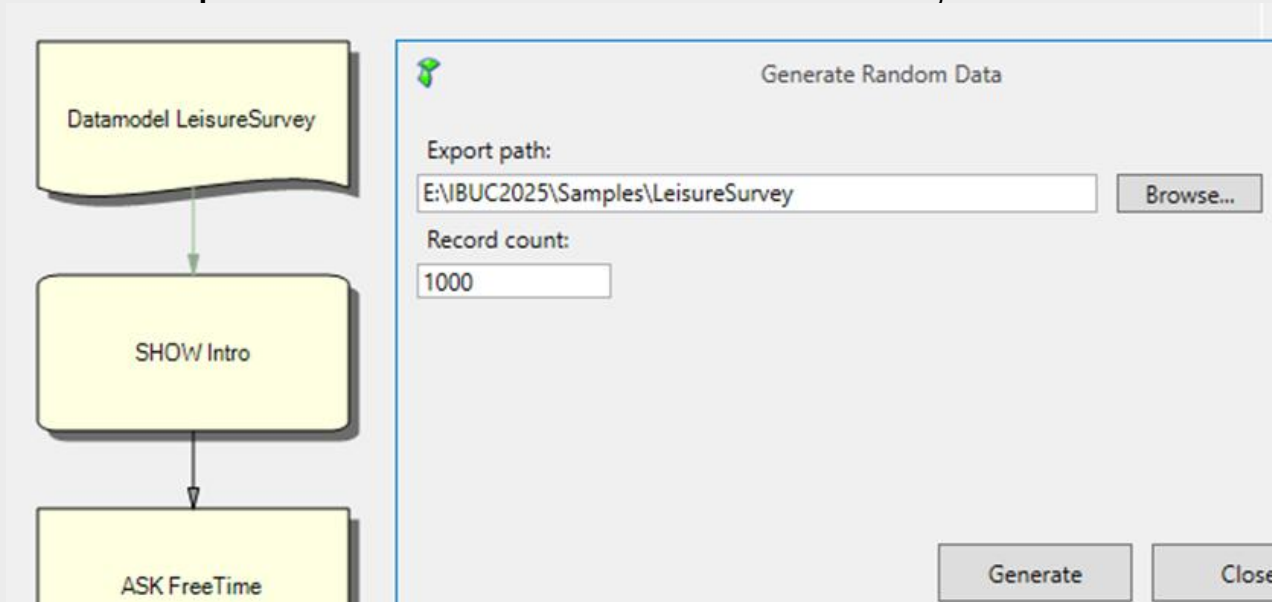 Datamodel LeisureSurvey
SHOW Intro
ASK FreeTime
Generate Random Data
Export path:
E:\IBUC2025\Samples\LeisureSurvey
Browse...
Record count:
1000
Generate
Close